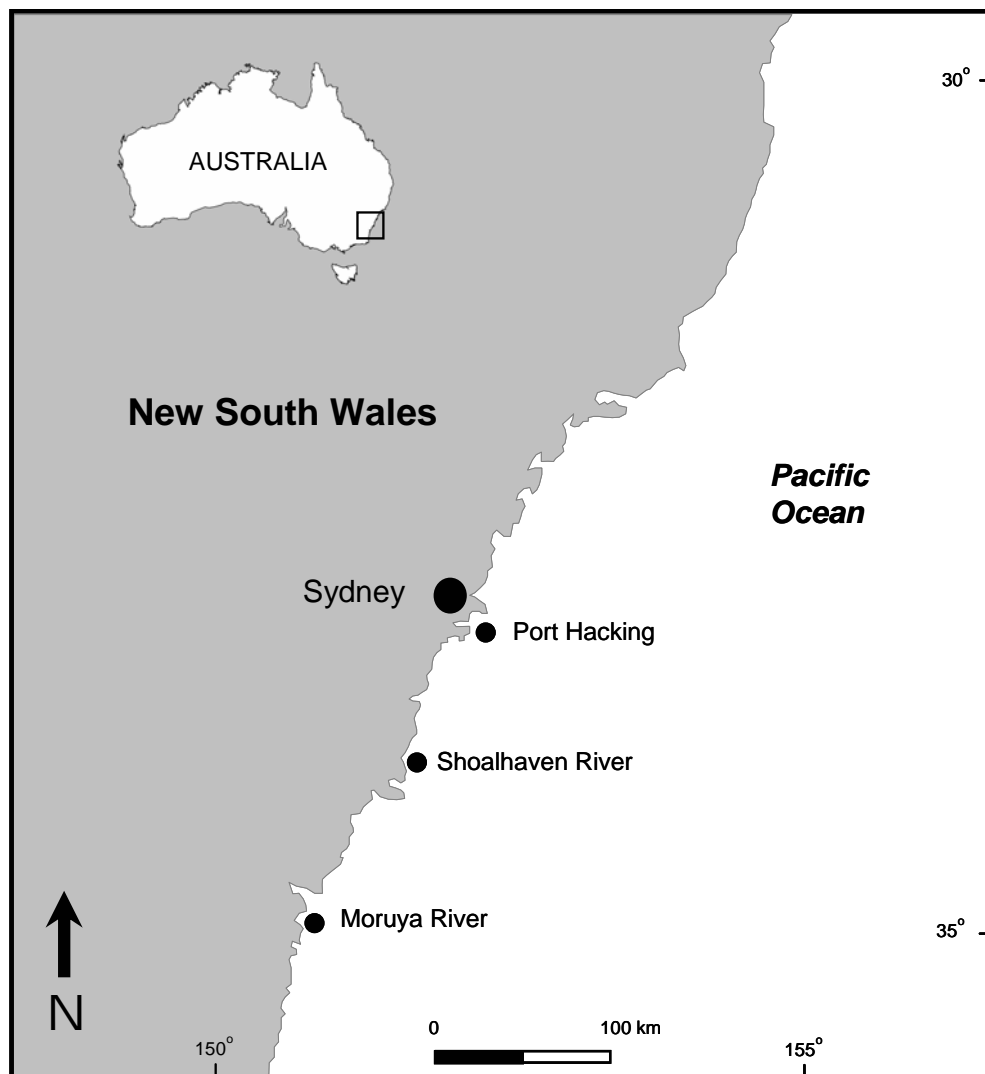 30°
AUSTRALIA
New South Wales
Pacific
Ocean
Sydney
Port Hacking
Shoalhaven River
Moruya River
35°
N
0 100 km
150° 155°